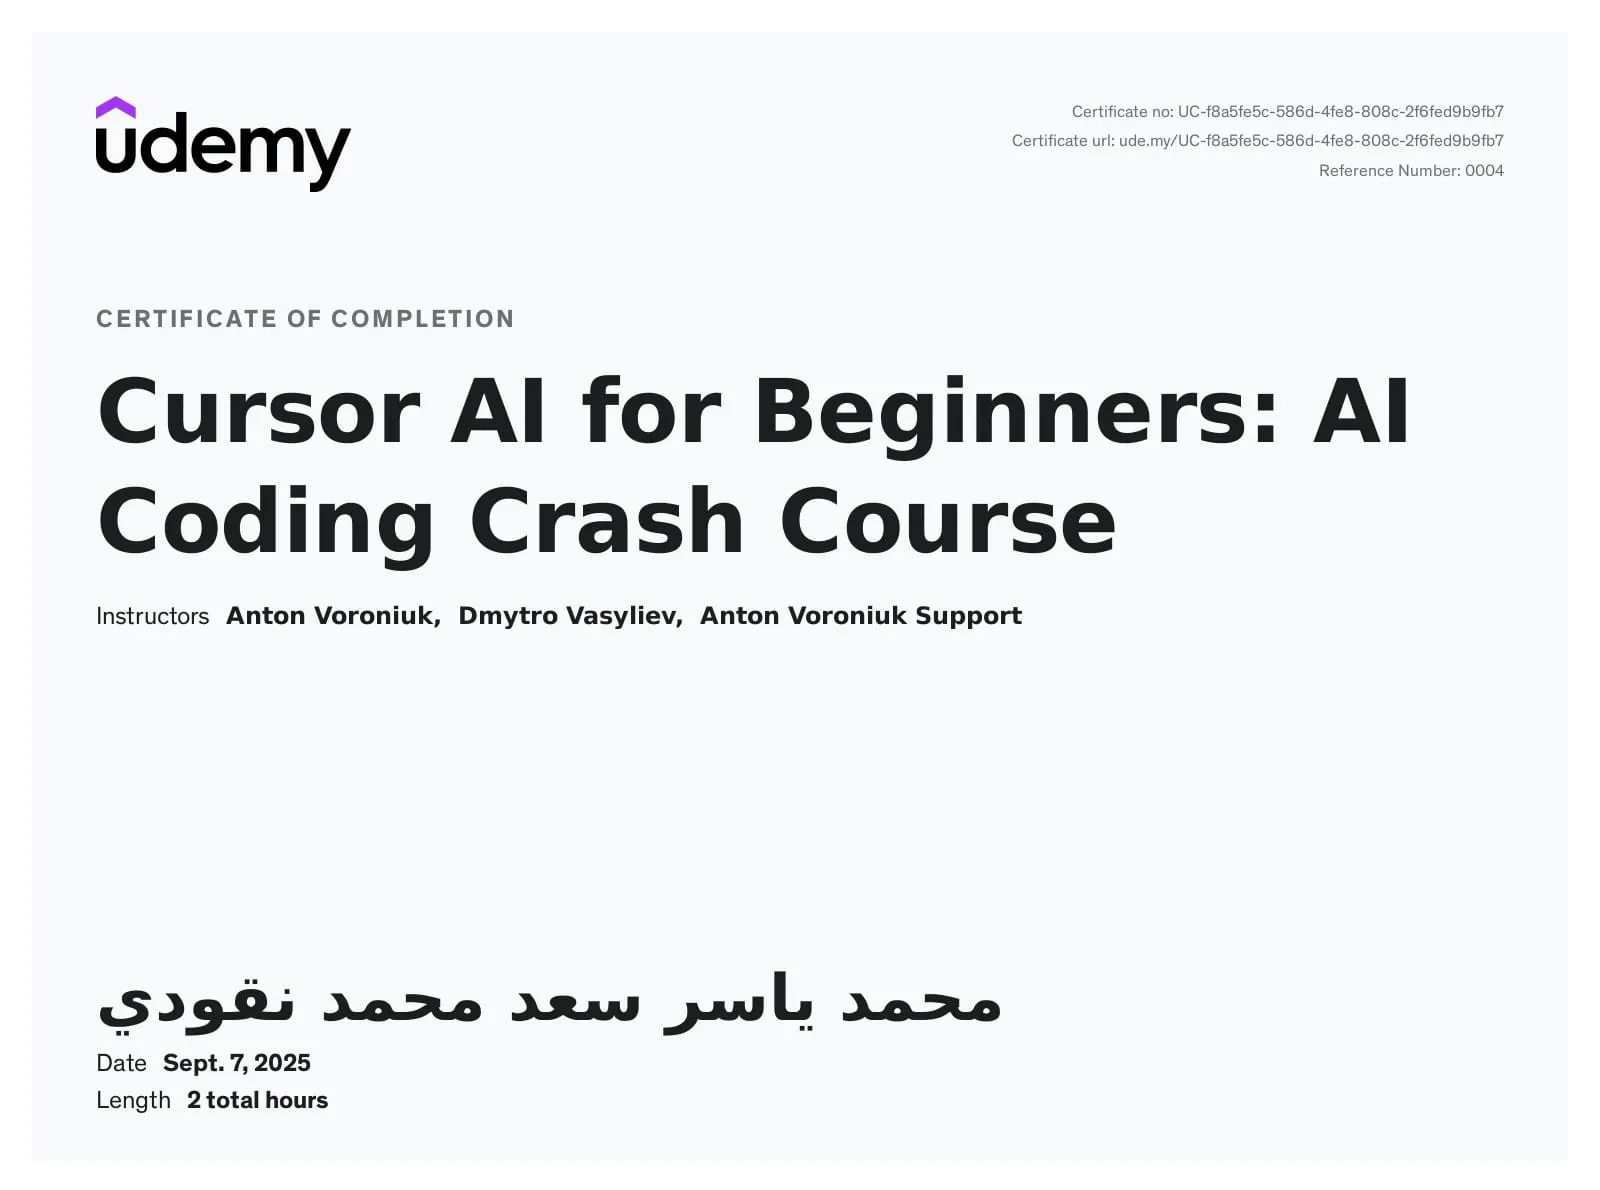 udemy
Certificate no: UC-f8a5fe5c-586d-4fe8-808c-2f6fed9b9fb7
Certificate url: ude.my/UC-f8a5fe5c-586d-4fe8-808c-2f6fed9b9fb7
Reference Number: 0004
CERTIFICATE OF COMPLETION
Cursor AI for Beginners: AI
Coding Crash Course
Instructors Anton Voroniuk, Dmytro Vasyliev, Anton Voroniuk Support
محمد ياسر سعد محمد نقودي
Date Sept. 7, 2025
Length 2 total hours